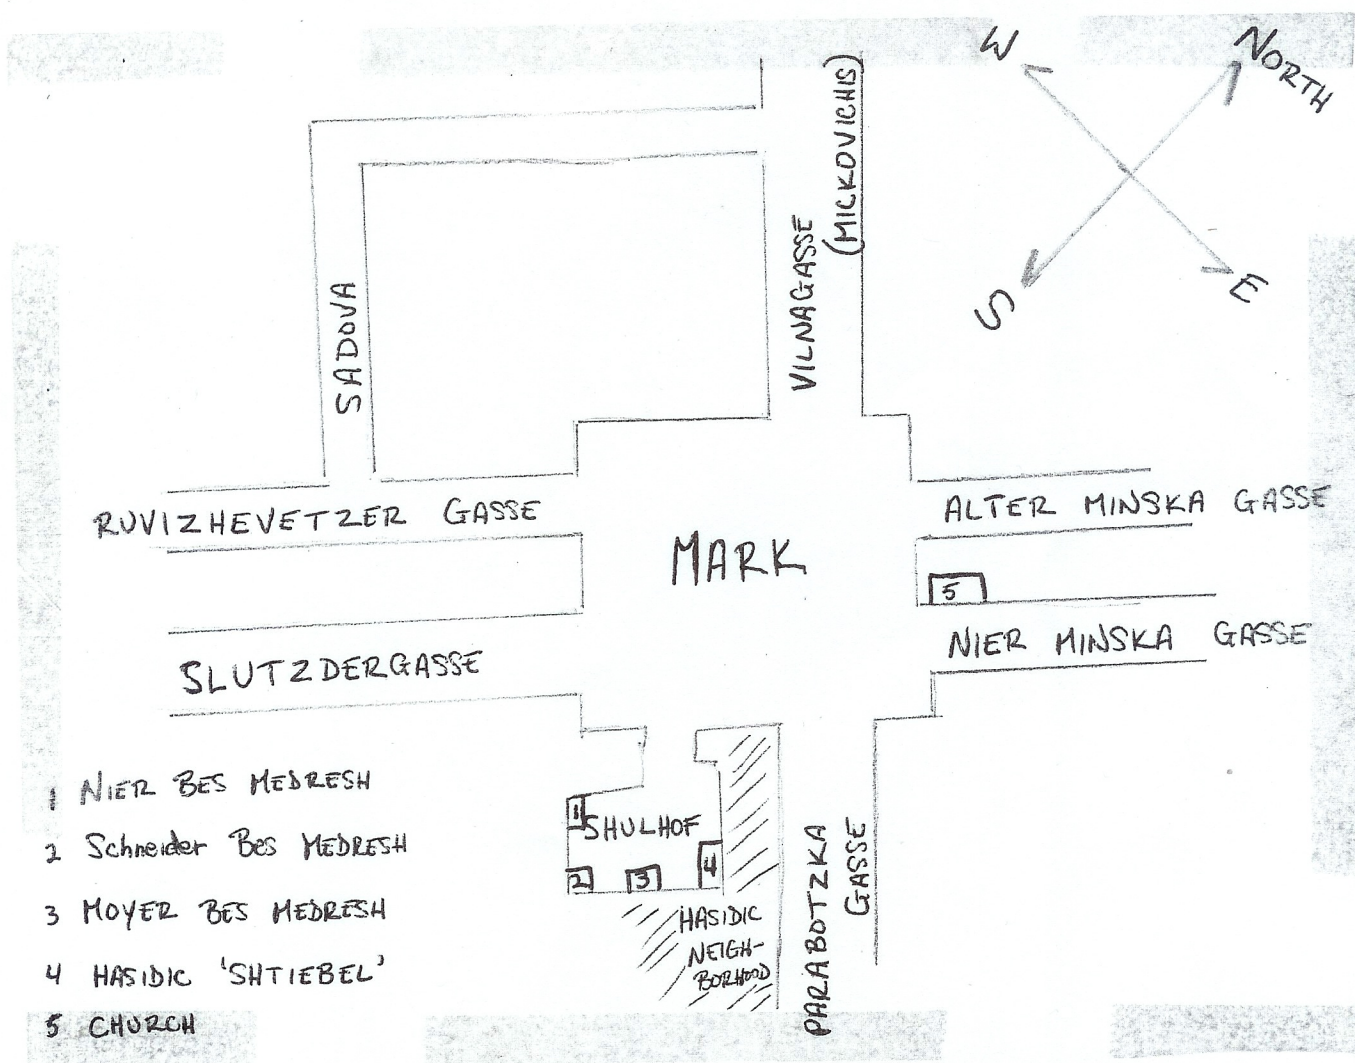 W
NORTH
S
E
VILNAGASSE
(MICKOVICHIS)
SADOVA
RUVIZHEVETZER GASSE
ALTER MINSKA GASSE
MARK
5
SLUTZDERGASSE
NIER MINSKA GASSE
1
SHULHOF
2
3
4
HASIDIC
NEIGH-
BORHOOD
PARABOTZKA
GASSE
1 NIER BES MEDRESH
2 Schneider BES MEDRESH
3 MOYER BES MEDRESH
4 HASIDIC 'SHTIEBEL'
5 CHURCH